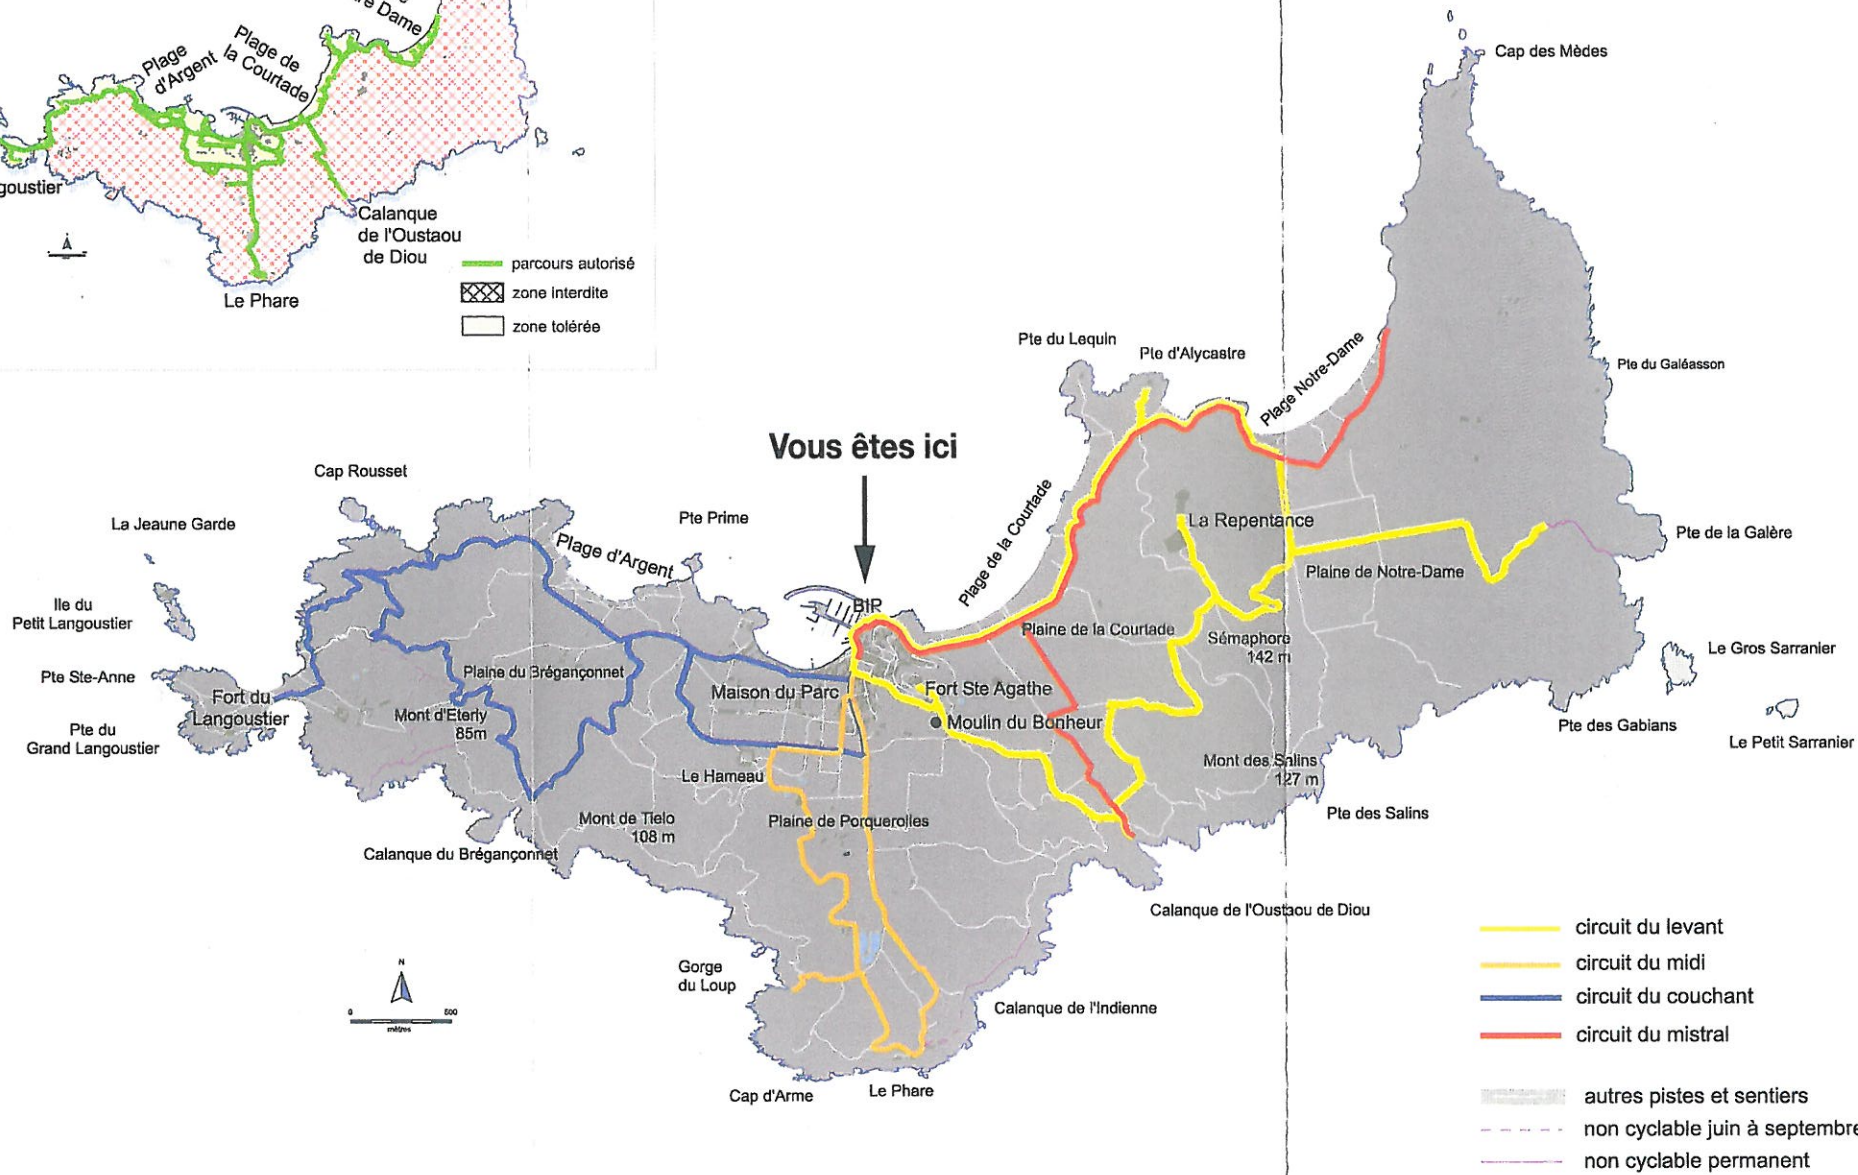 Dame
Plage
d'Argent
Plage de
la Courtade
goustier
Calanque
de l'Oustaou
de Diou
Le Phare
parcours autorisé
zone interdite
zone tolérée
Cap des Mèdes
Pte du Lequin
Pte d'Alycastre
Plage Notre-Dame
Pte du Galéasson
Vous êtes ici
Cap Rousset
La Jeaune Garde
Pte Prime
Plage d'Argent
Plage de la Courtade
La Repentance
Pte de la Galère
Plaine de Notre-Dame
Ile du
Petit Langoustier
BIP
Plaine de la Courtade
Sémaphore
142 m
Le Gros Sarranier
Pte Ste-Anne
Fort du
Langoustier
Plaine du Brégançonnet
Maison du Parc
Fort Ste Agathe
Moulin du Bonheur
Mont d'Eterly
85m
Pte du
Grand Langoustier
Pte des Gabians
Le Petit Sarranier
Le Hameau
Mont des Salins
127 m
Mont de Tielo
108 m
Plaine de Porquerolles
Pte des Salins
Calanque du Brégançonnet
Calanque de l'Oustaou de Diou
Gorge
du Loup
N
0 500
mètres
Calanque de l'Indienne
Cap d'Arme
Le Phare
circuit du levant
circuit du midi
circuit du couchant
circuit du mistral
autres pistes et sentiers
non cyclable juin à septembre
non cyclable permanent